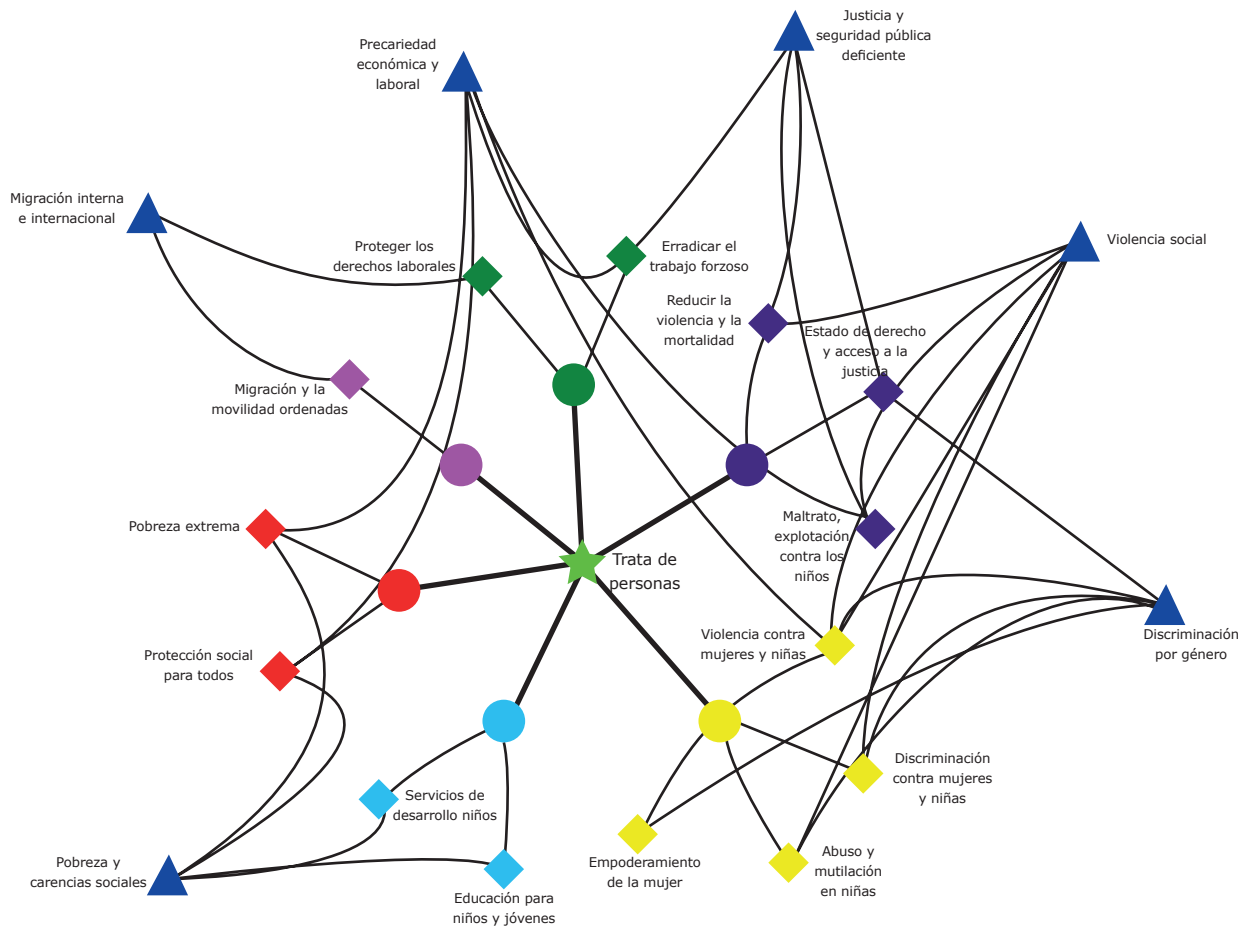 Justicia y
seguridad pública
deficiente
Precariedad
económica y
laboral
Migración interna
e internacional
Proteger los
derechos laborales
Erradicar el
trabajo forzoso
Violencia social
Reducir la
violencia y la
mortalidad
Estado de derecho
y acceso a la
justicia
Migración y la
movilidad ordenadas
Pobreza extrema
Maltrato,
explotación
contra los
niños
Trata de
personas
Protección social
para todos
Violencia contra
mujeres y niñas
Discriminación
por género
Discriminación
contra mujeres
y niñas
Servicios de
desarrollo niños
Pobreza y
carencias sociales
Empoderamiento
de la mujer
Abuso y
mutilación
en niñas
Educación para
niños y jóvenes